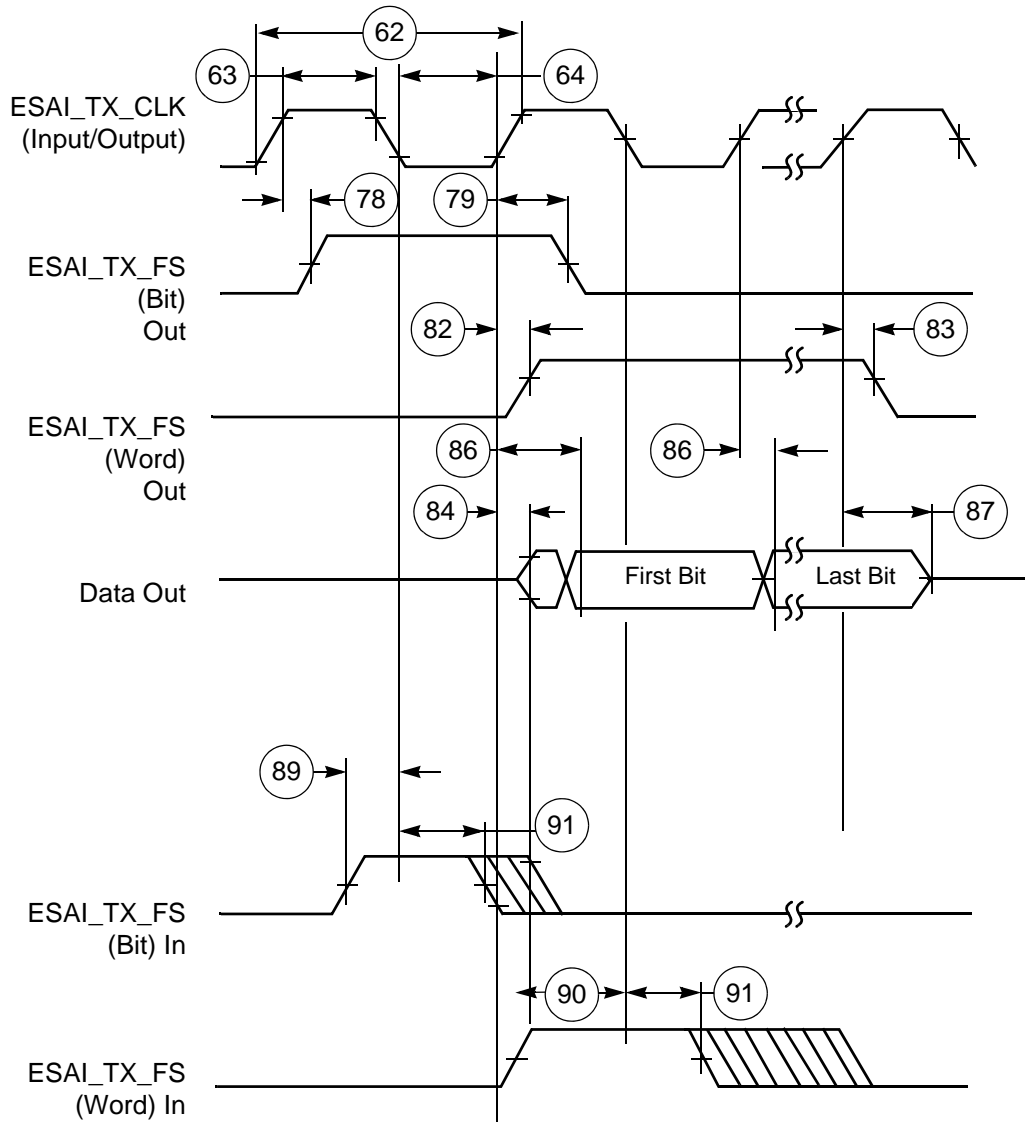 62
63
64
ESAI_TX_CLK
(Input/Output)
78
79
ESAI_TX_FS
(Bit)
Out
82
83
ESAI_TX_FS
(Word)
Out
86
86
84
87
Data Out
First Bit
Last Bit
89
91
ESAI_TX_FS
(Bit) In
90
91
ESAI_TX_FS
(Word) In